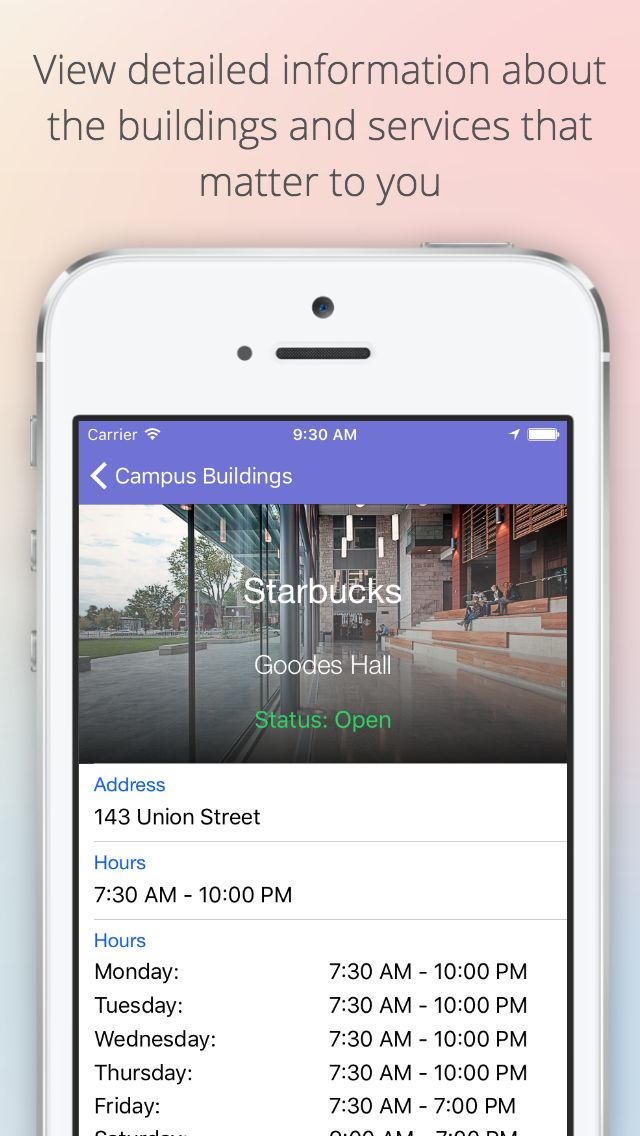 View detailed information about
the buildings and services that
matter to you
Carrier 9:30 AM
Campus Buildings
Starbucks
Goodes Hall
Status: Open
Address
143 Union Street
Hours
7:30 AM - 10:00 PM
Hours
Monday: 7:30 AM - 10:00 PM
Tuesday: 7:30 AM - 10:00 PM
Wednesday: 7:30 AM - 10:00 PM
Thursday: 7:30 AM - 10:00 PM
Friday: 7:30 AM - 7:00 PM